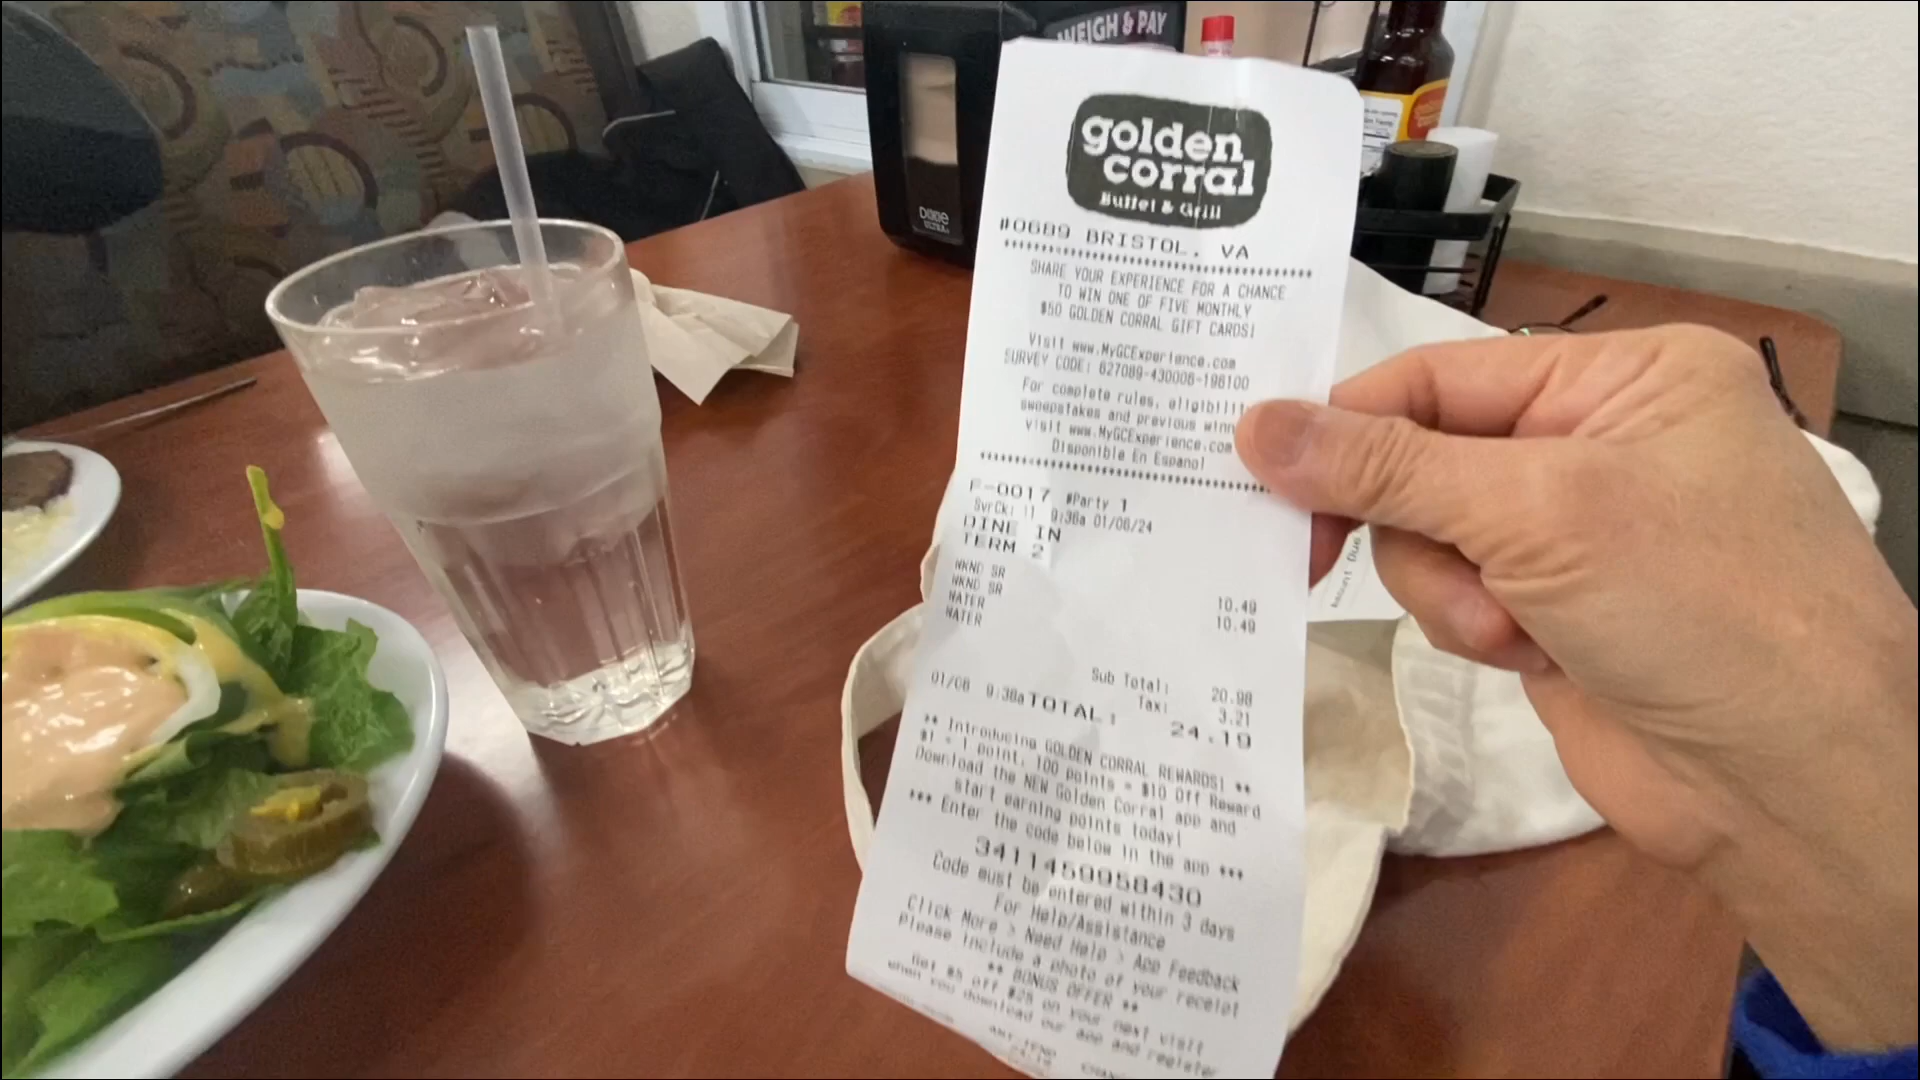 WEIGH & PAY
DIXIE
ULTRA
golden
corral
Buffet & Grill
#0689 BRISTOL, VA
SHARE YOUR EXPERIENCE FOR A CHANCE
TO WIN ONE OF FIVE MONTHLY
$50 GOLDEN CORRAL GIFT CARDS!
Visit www.MyGCExperience.com
SURVEY CODE: 627089-430006-196100
For complete rules,
sweepstakes and previous
visit www.MyGCExperience.com
Disponible En Espanol
F-0017 #Party 1
SvrCk: 11 9:36a 01/06/24
DINE IN
TERM 2
WKND SR 10.49
WKND SR 10.49
WATER
WATER
Sub Total: 20.98
Tax: 3.21
01/06 9:36a TOTAL: 24.19
** Introducing GOLDEN CORRAL REWARDS! **
$1 = 1 point, 100 points = $10 Off Reward
Download the NEW Golden Corral app and
start earning points today!
*** Enter the code below in the app ***
3411459958430
Code must be entered within 3 days
For Help/Assistance
Click More > Need Help > App Feedback
Please include a photo of your receipt
** BONUS OFFER **
Get $5 off $25 on your next visit
when you download our app and register
Amount Due